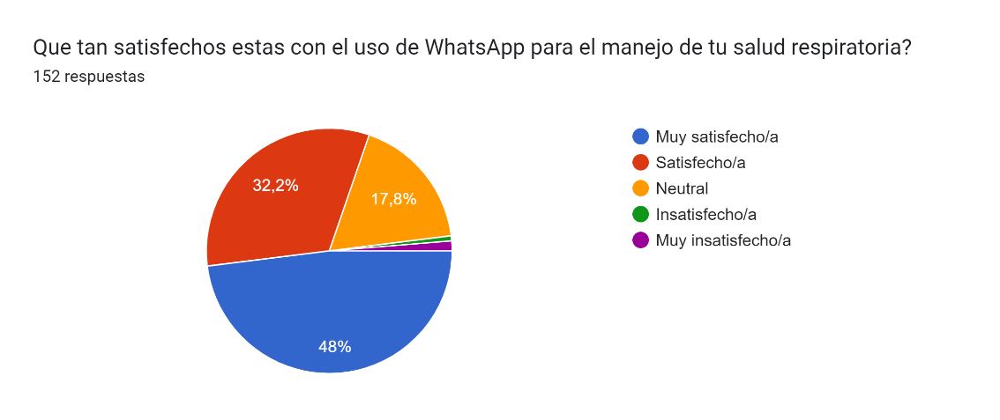 Que tan satisfechos estas con el uso de WhatsApp para el manejo de tu salud respiratoria?
152 respuestas
Muy satisfecho/a
Satisfecho/a
Neutral
Insatisfecho/a
Muy insatisfecho/a
32,2%
17,8%
48%